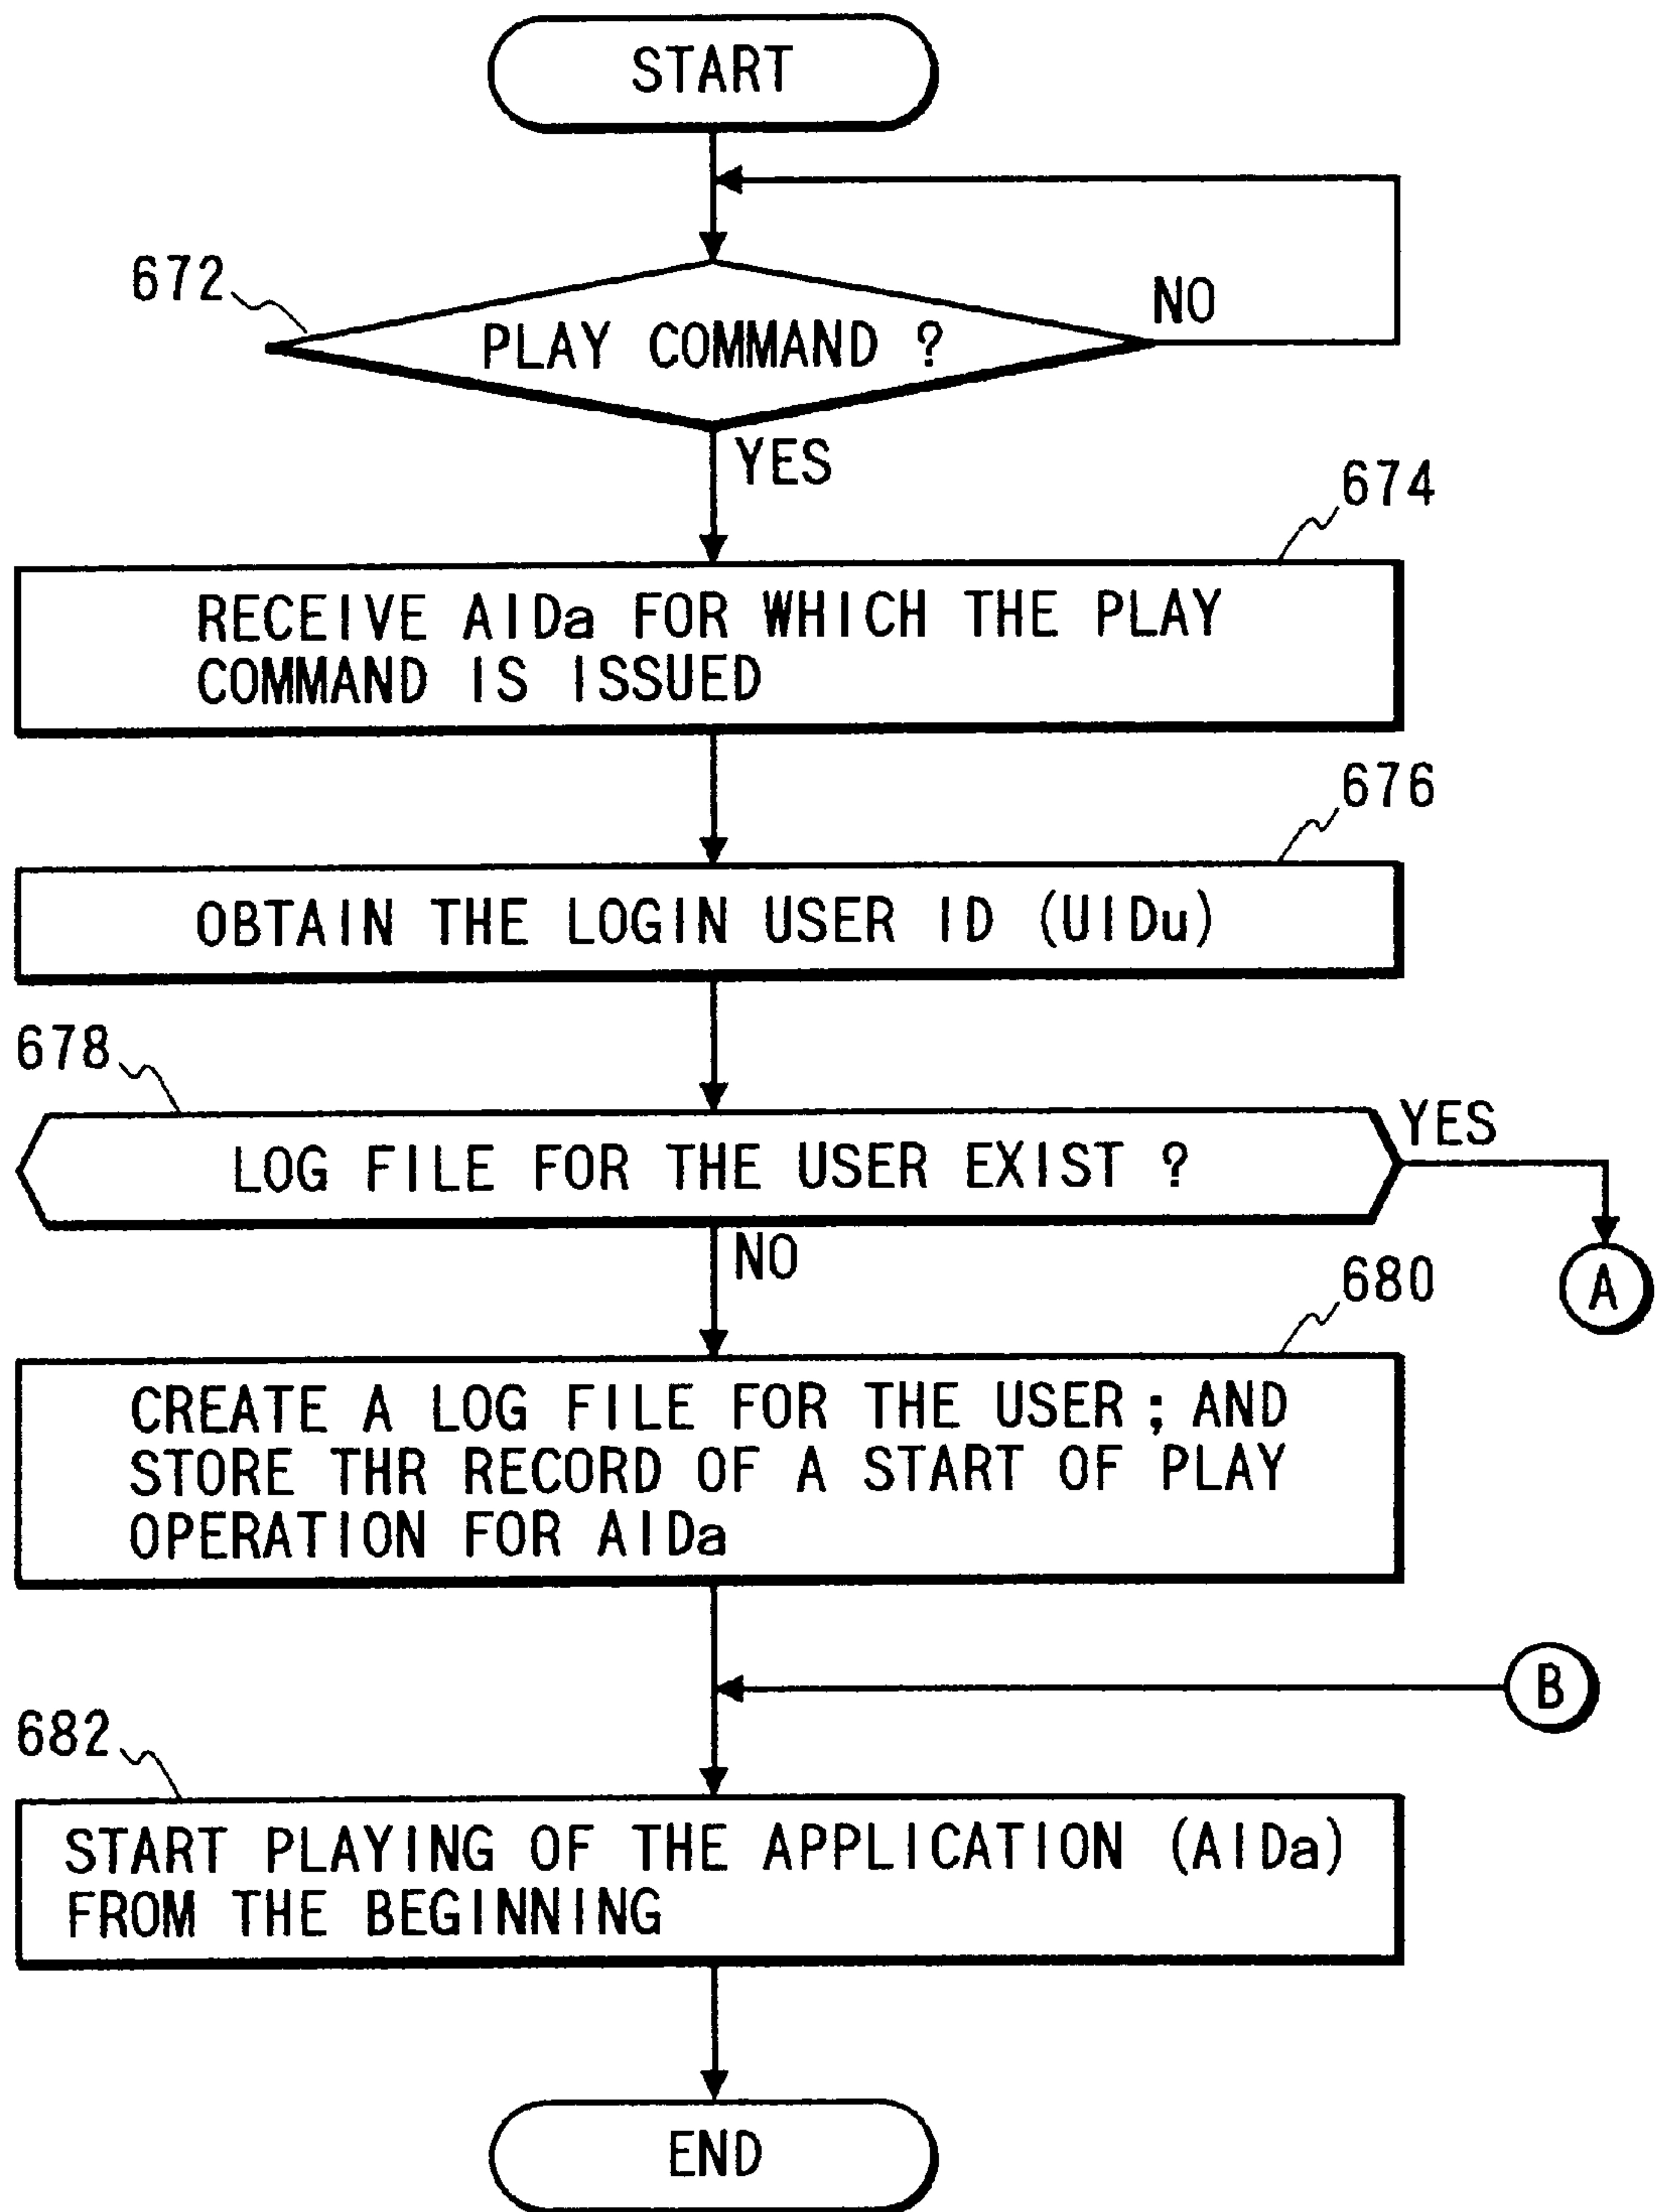 START
672
PLAY COMMAND ?
NO
YES
674
RECEIVE AIDa FOR WHICH THE PLAY
COMMAND IS ISSUED
676
OBTAIN THE LOGIN USER ID (UIDu)
678
LOG FILE FOR THE USER EXIST ?
YES
A
NO
680
CREATE A LOG FILE FOR THE USER ; AND
STORE THR RECORD OF A START OF PLAY
OPERATION FOR AIDa
B
682
START PLAYING OF THE APPLICATION (AIDa)
FROM THE BEGINNING
END